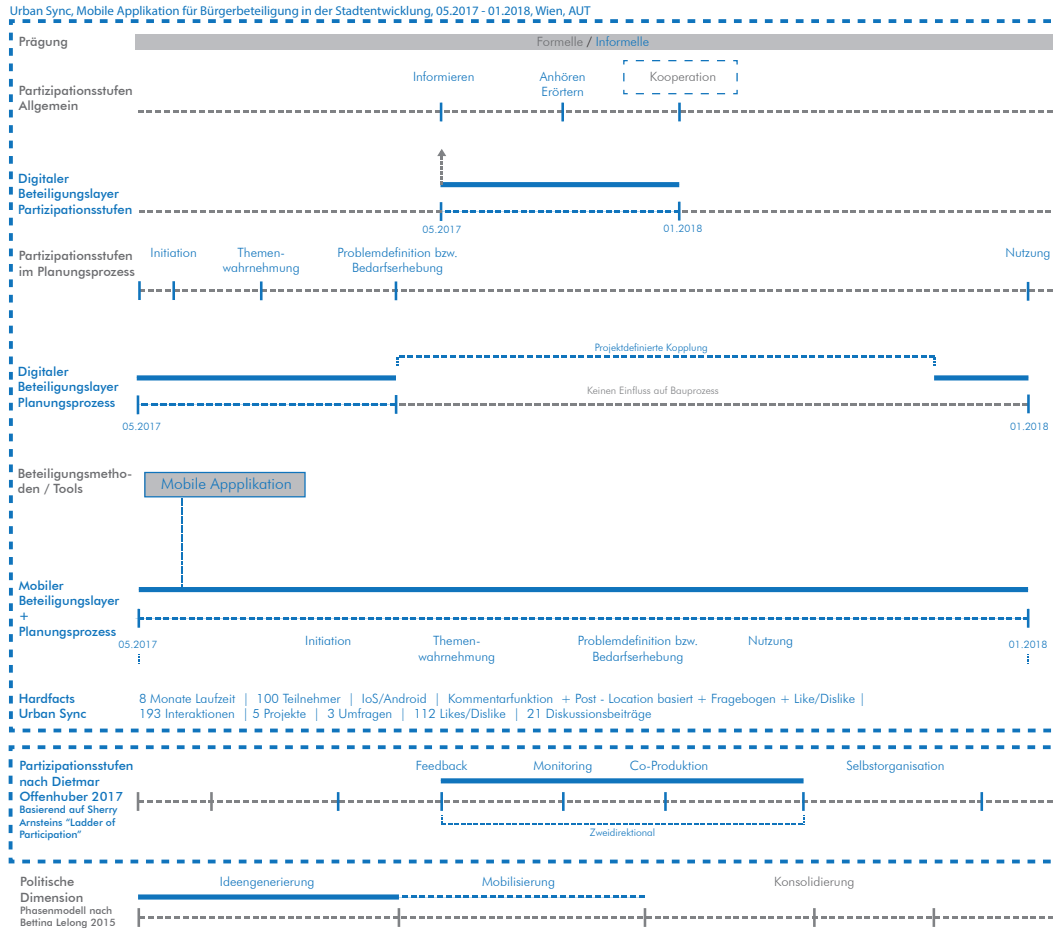 Urban Sync, Mobile Applikation für Bürgerbeteiligung in der Stadtentwicklung, 05.2017 - 01.2018, Wien, AUT
Prägung
Formelle / Informelle
Partizipationsstufen
Allgemein
Informieren
Anhören
Erörtern
Kooperation
Digitaler
Beteiligungslayer
Partizipationsstufen
05.2017
01.2018
Partizipationsstufen
im Planungsprozess
Initiation
Themen-
wahrnehmung
Problemdefinition bzw.
Bedarfserhebung
Nutzung
Digitaler
Beteiligungslayer
Planungsprozess
Projektdefinierte Kopplung
Keinen Einfluss auf Bauprozess
05.2017
01.2018
Beteiligungsmetho-
den / Tools
Mobile Appplikation
Mobiler
Beteiligungslayer
+
Planungsprozess
05.2017
Initiation
Themen-
wahrnehmung
Problemdefinition bzw.
Bedarfserhebung
Nutzung
01.2018
Hardfacts
Urban Sync
8 Monate Laufzeit | 100 Teilnehmer | IoS/Android | Kommentarfunktion + Post - Location basiert + Fragebogen + Like/Dislike |
193 Interaktionen | 5 Projekte | 3 Umfragen | 112 Likes/Dislike | 21 Diskussionsbeiträge
Partizipationsstufen
nach Dietmar
Offenhuber 2017
Basierend auf Sherry
Arnsteins "Ladder of
Participation"
Feedback
Monitoring
Co-Produktion
Selbstorganisation
Zweidirektional
Politische
Dimension
Phasenmodell nach
Bettina Lelong 2015
Ideengenerierung
Mobilisierung
Konsolidierung